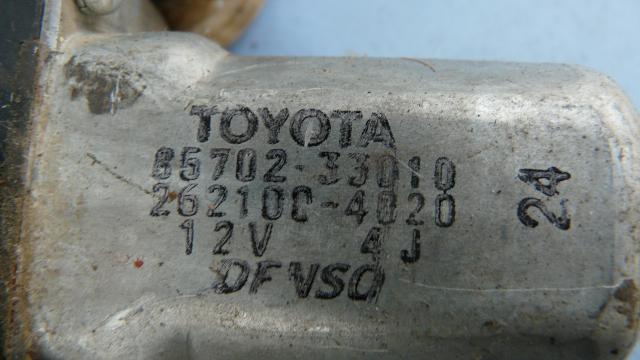 TOYOTA
85702-33010
262100-4020
12V 4J
DENSO
24